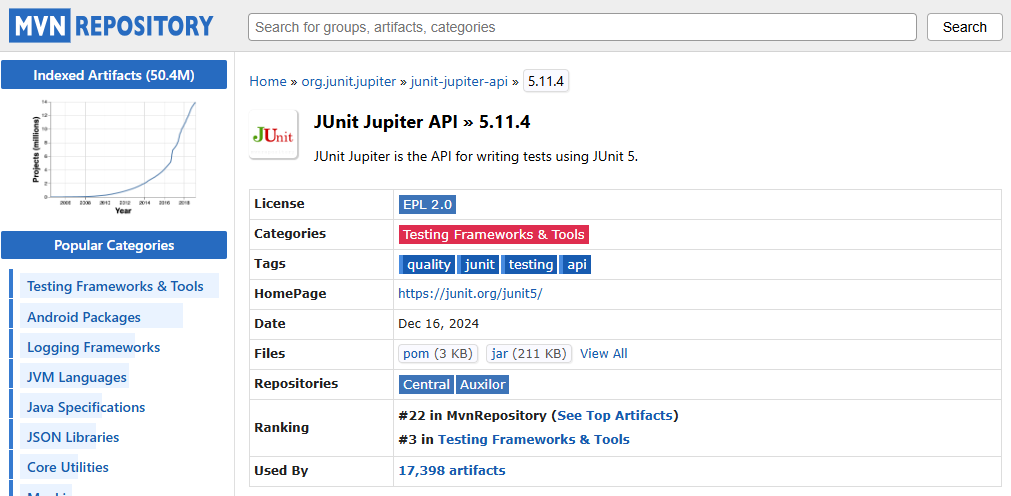 MVN REPOSITORY
Search for groups, artifacts, categories
Search
Indexed Artifacts (50.4M)
Projects (millions)
Year
Popular Categories
Testing Frameworks & Tools
Android Packages
Logging Frameworks
JVM Languages
Java Specifications
JSON Libraries
Core Utilities
Home » org.junit.jupiter » junit-jupiter-api » 5.11.4
JUnit
JUnit Jupiter API » 5.11.4
JUnit Jupiter is the API for writing tests using JUnit 5.
License EPL 2.0
Categories Testing Frameworks & Tools
Tags quality junit testing api
HomePage https://junit.org/junit5/
Date Dec 16, 2024
Files pom (3 KB) jar (211 KB) View All
Repositories Central Auxilor
Ranking #22 in MvnRepository (See Top Artifacts)
#3 in Testing Frameworks & Tools
Used By 17,398 artifacts